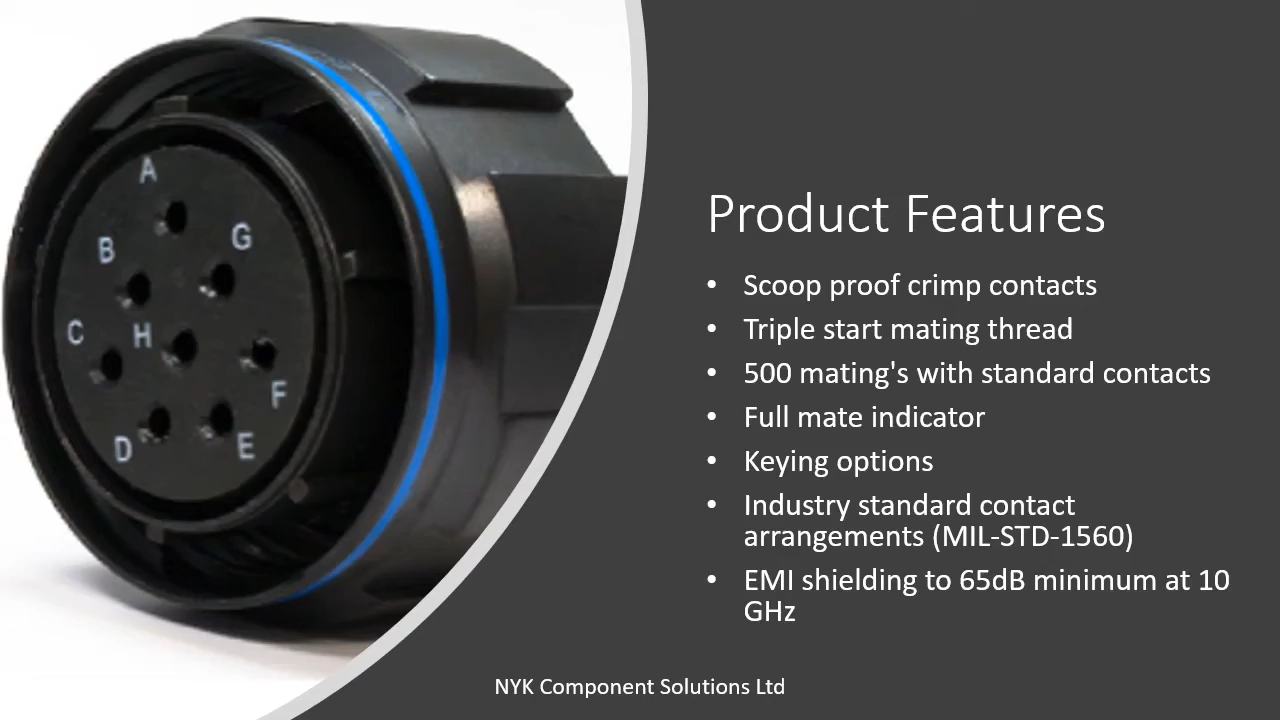 A
B
G
C
H
F
D
E
Product Features
• Scoop proof crimp contacts
• Triple start mating thread
• 500 mating's with standard contacts
• Full mate indicator
• Keying options
• Industry standard contact
arrangements (MIL-STD-1560)
• EMI shielding to 65dB minimum at 10
GHz
NYK Component Solutions Ltd